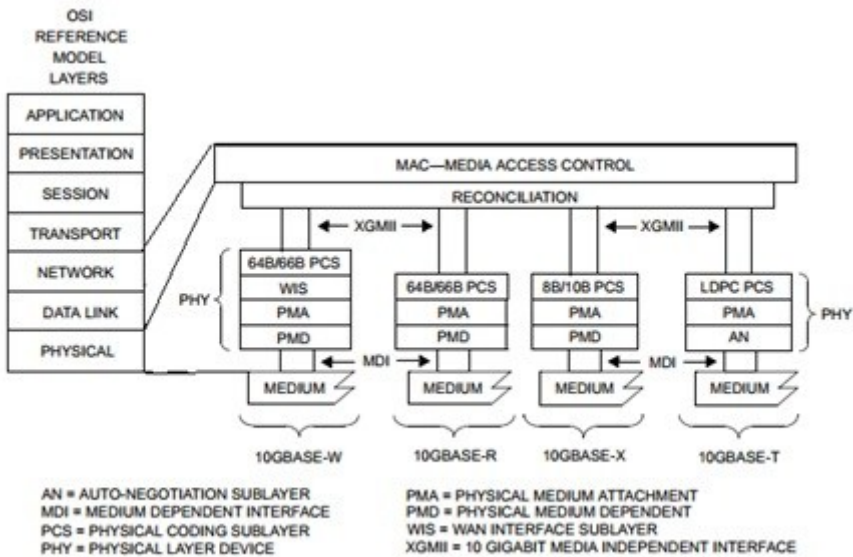 OSI
REFERENCE
MODEL
LAYERS
APPLICATION
PRESENTATION
SESSION
TRANSPORT
NETWORK
DATA LINK
PHYSICAL
MAC—MEDIA ACCESS CONTROL
RECONCILIATION
XGMII
XGMII
PHY
64B/66B PCS
WIS
PMA
PMD
64B/66B PCS
PMA
PMD
8B/10B PCS
PMA
PMD
LDPC PCS
PMA
AN
PHY
MDI
MDI
MEDIUM
MEDIUM
MEDIUM
MEDIUM
10GBASE-W
10GBASE-R
10GBASE-X
10GBASE-T
AN = AUTO-NEGOTIATION SUBLAYER
MDI = MEDIUM DEPENDENT INTERFACE
PCS = PHYSICAL CODING SUBLAYER
PHY = PHYSICAL LAYER DEVICE
PMA = PHYSICAL MEDIUM ATTACHMENT
PMD = PHYSICAL MEDIUM DEPENDENT
WIS = WAN INTERFACE SUBLAYER
XGMII = 10 GIGABIT MEDIA INDEPENDENT INTERFACE